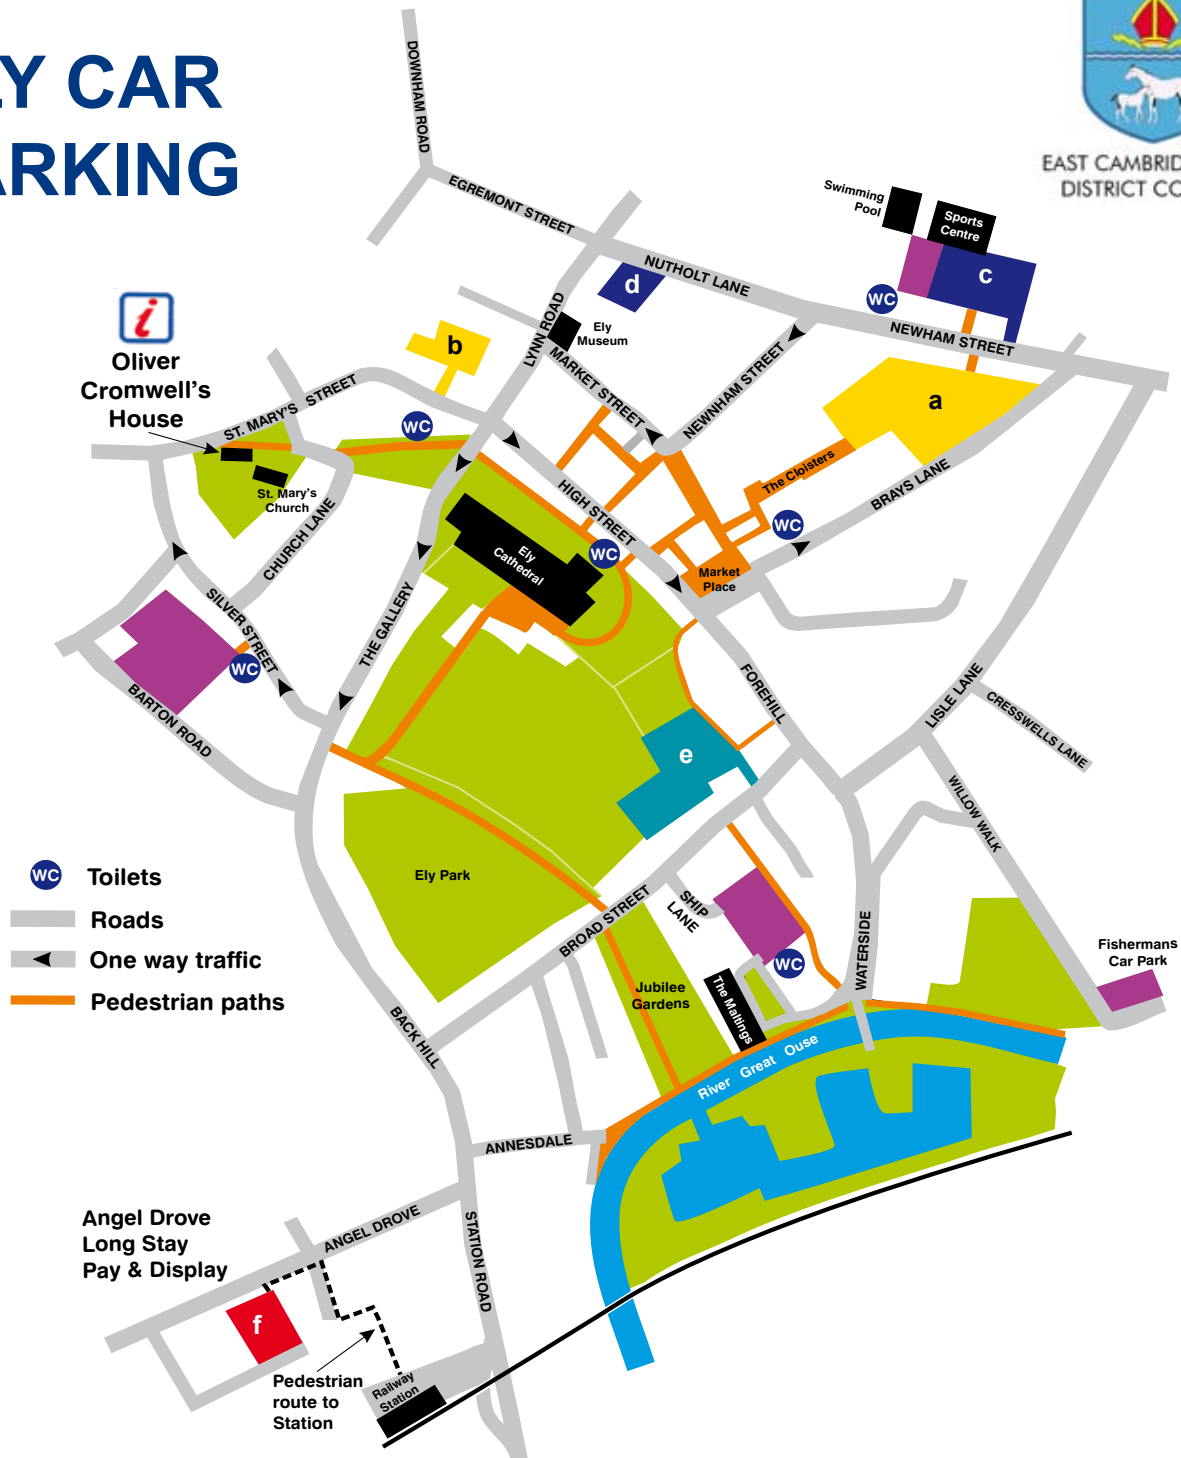 LY CAR
ARKING
EAST CAMBRID
DISTRICT CO
DOWNHAM ROAD
EGREMONT STREET
NUTHOLT LANE
Swimming
Pool
Sports
Centre
c
WC
NEWHAM STREET
d
LYNN ROAD
Ely
Museum
MARKET STREET
NEWNHAM STREET
b
a
i
Oliver
Cromwell's
House
ST. MARY'S STREET
WC
St. Mary's
Church
CHURCH LANE
HIGH STREET
The Cloisters
BRAYS LANE
WC
WC
Ely
Cathedral
Market
Place
SILVER STREET
THE GALLERY
WC
BARTON ROAD
FOREHILL
LISLE LANE
CRESSWELLS LANE
e
WILLOW WALK
Ely Park
BROAD STREET
SHIP
LANE
WATERSIDE
WC
Fishermans
Car Park
Jubilee
Gardens
The Maltings
River Great Ouse
WC Toilets
Roads
One way traffic
Pedestrian paths
BACK HILL
ANNESDALE
Angel Drove
Long Stay
Pay & Display
ANGEL DROVE
STATION ROAD
f
Pedestrian
route to
Station
Railway
Station